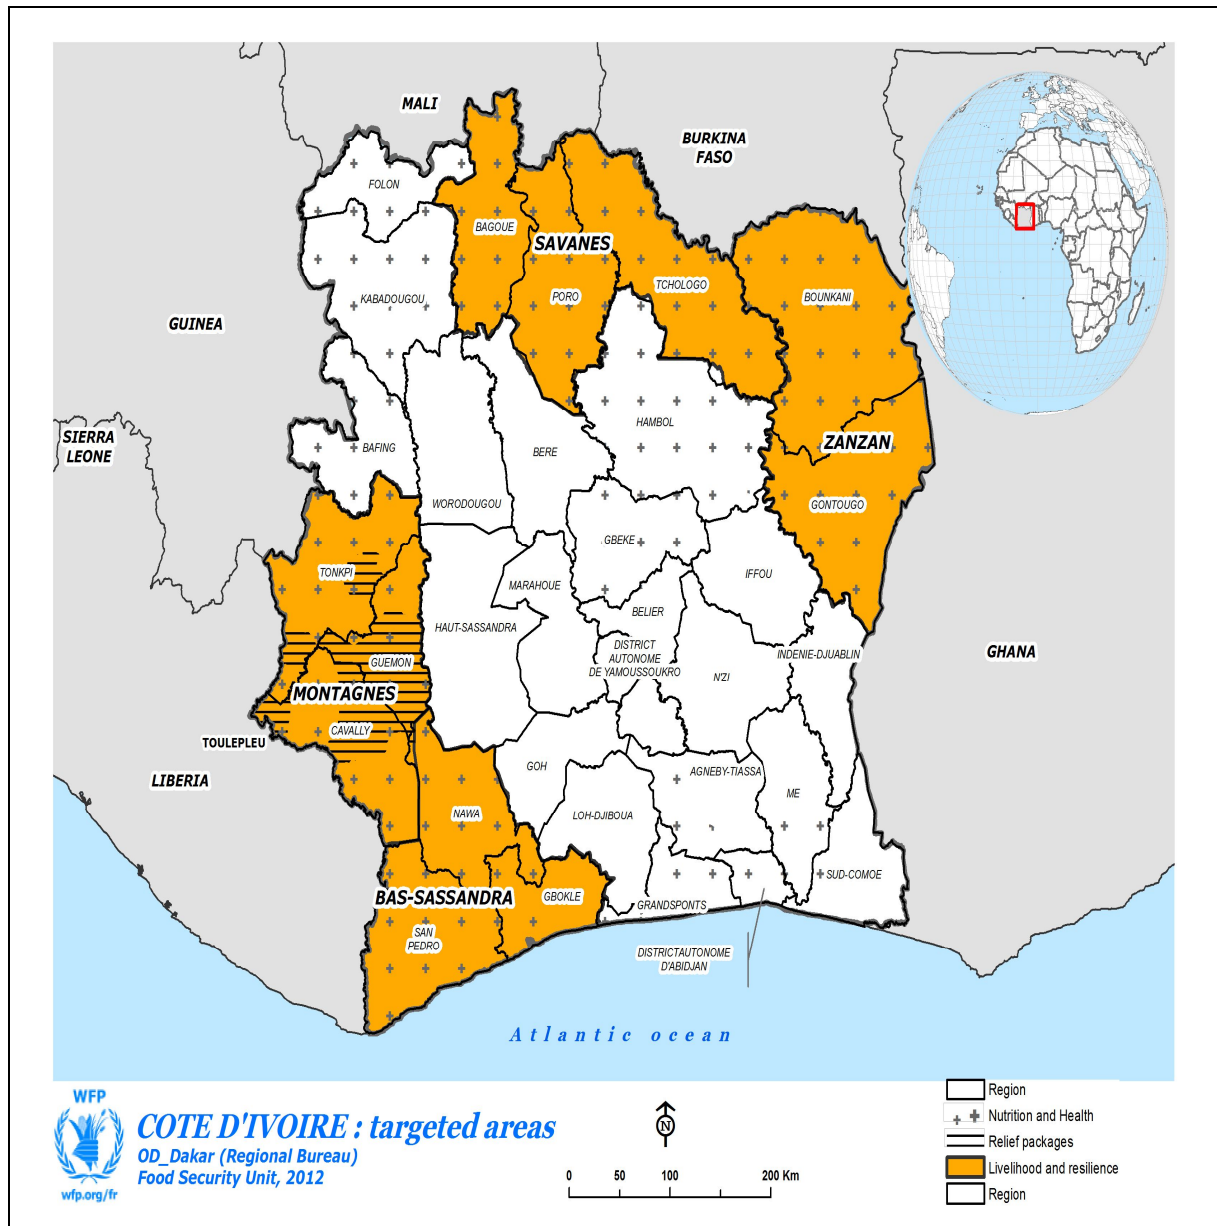 MALI
BURKINA
FASO
FOLON
BAGOUE
SAVANES
TCHOLOGO
KABADOUGOU
PORO
BOUNKANI
GUINEA
SIERRA
LEONE
HAMBOL
ZANZAN
BAFING
BERE
WORODOUGOU
GONTOUGO
GBEKE
TONKPI
IFFOU
MARAHOUE
BELIER
HAUT-SASSANDRA
DISTRICT
AUTONOME
DE YAMOUSSOUKRO
INDENIE-DJUABLIN
GHANA
GUEMON
N'ZI
MONTAGNES
CAVALLY
TOULEPLEU
LIBERIA
GOH
AGNEBY-TIASSA
ME
NAWA
LOH-DJIBOUA
SUD-COMOE
BAS-SASSANDRA
GBOKLE
GRANDSPONTS
SAN
PEDRO
DISTRICTAUTONOME
D'ABIDJAN
Atlantic ocean
WFP
wfp.org/fr
COTE D'IVOIRE : targeted areas
OD_Dakar (Regional Bureau)
Food Security Unit, 2012
N
0 50 100 200 Km
Region
Nutrition and Health
Relief packages
Livelihood and resilience
Region